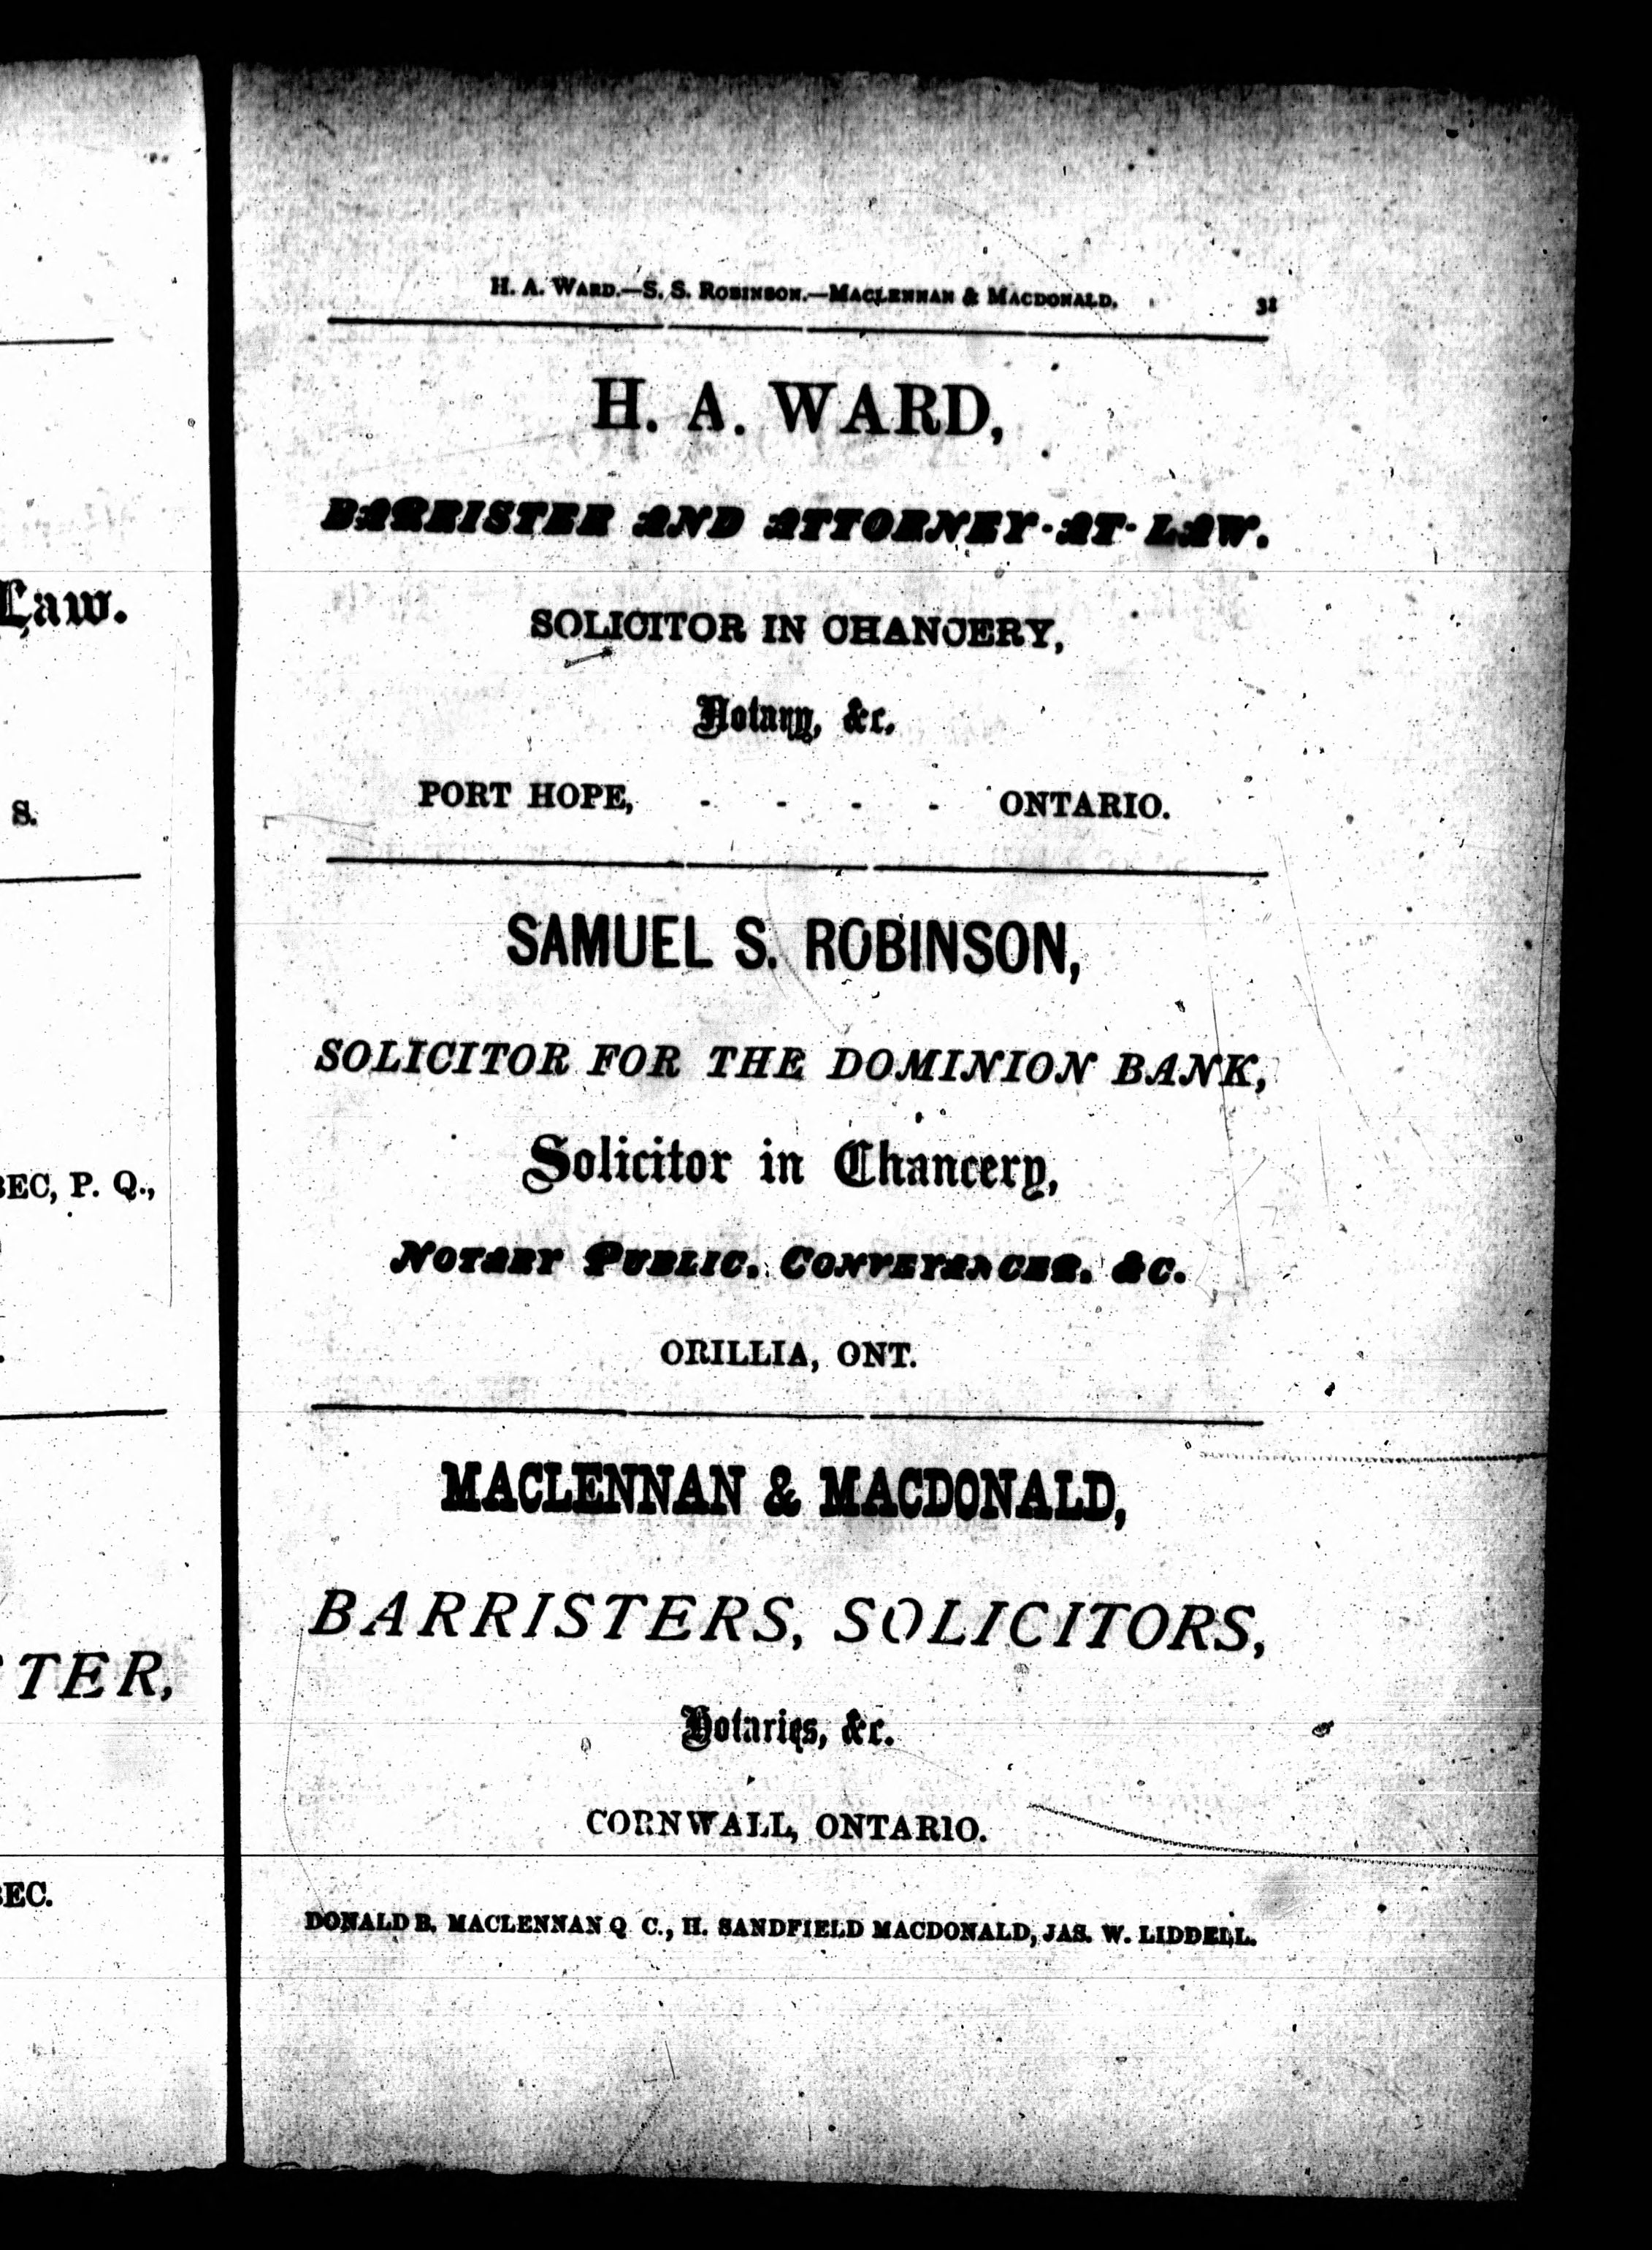 Law.
S.
BEC, P. Q.,
TER,
BEC.
H. A. WARD.—S. S. ROBINSON.—MACLENNAN & MACDONALD. 31
H. A. WARD,
BARRISTER AND ATTORNEY-AT-LAW.
SOLICITOR IN CHANCERY,
Notary, &c.
PORT HOPE, - - - - ONTARIO.
SAMUEL S. ROBINSON,
SOLICITOR FOR THE DOMINION BANK,
Solicitor in Chancery,
NOTARY PUBLIC, CONVEYANCER, &C.
ORILLIA, ONT.
MACLENNAN & MACDONALD,
BARRISTERS, SOLICITORS,
Notaries, &c.
CORNWALL, ONTARIO.
DONALD B. MACLENNAN Q C., H. SANDFIELD MACDONALD, JAS. W. LIDDELL.